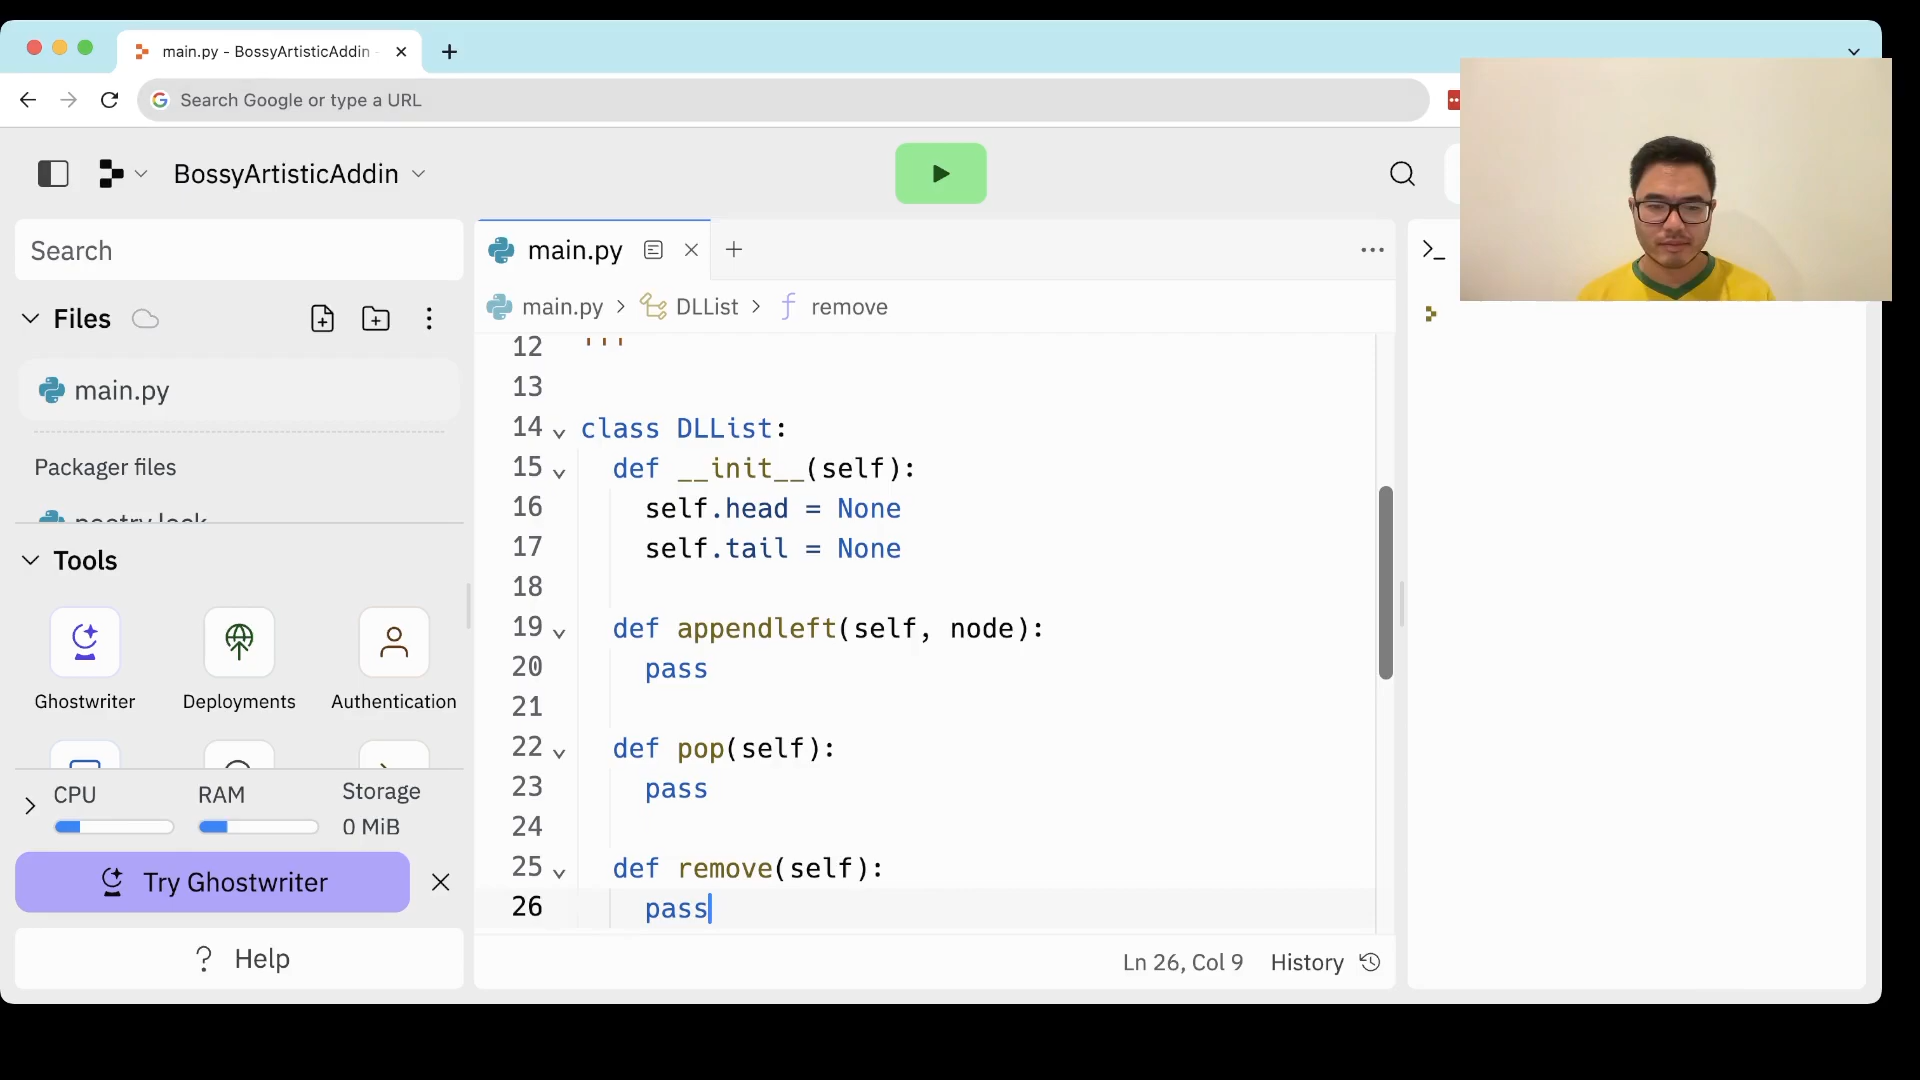 main.py - BossyArtisticAddin
Search Google or type a URL
BossyArtisticAddin
Search
Files
main.py
Packager files
poetry.lock
Tools
Ghostwriter
Deployments
Authentication
CPU
RAM
Storage
0 MiB
Try Ghostwriter
? Help
main.py
main.py > DLList > f remove
12 '''
13
14 class DLList:
15 def __init__(self):
16 self.head = None
17 self.tail = None
18
19 def appendleft(self, node):
20 pass
21
22 def pop(self):
23 pass
24
25 def remove(self):
26 pass
Ln 26, Col 9 History